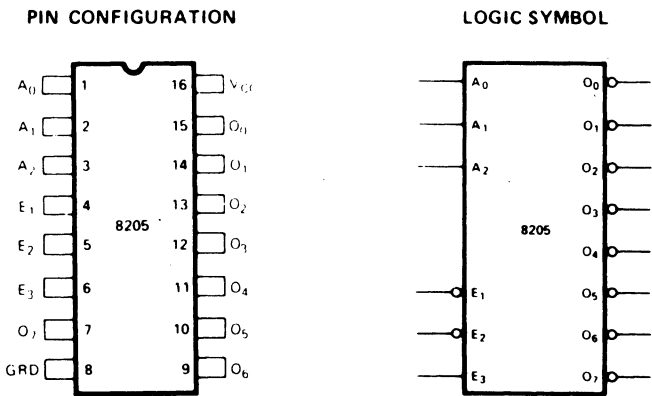 PIN CONFIGURATION
LOGIC SYMBOL
A₀ 1 16 VCC
A₁ 2 15 O₀
A₂ 3 14 O₁
E₁ 4 13 O₂
8205
E₂ 5 12 O₃
E₃ 6 11 O₄
O₇ 7 10 O₅
GRD 8 9 O₆
A₀ O₀
A₁ O₁
A₂ O₂
O₃
8205
O₄
E₁ O₅
E₂ O₆
E₃ O₇